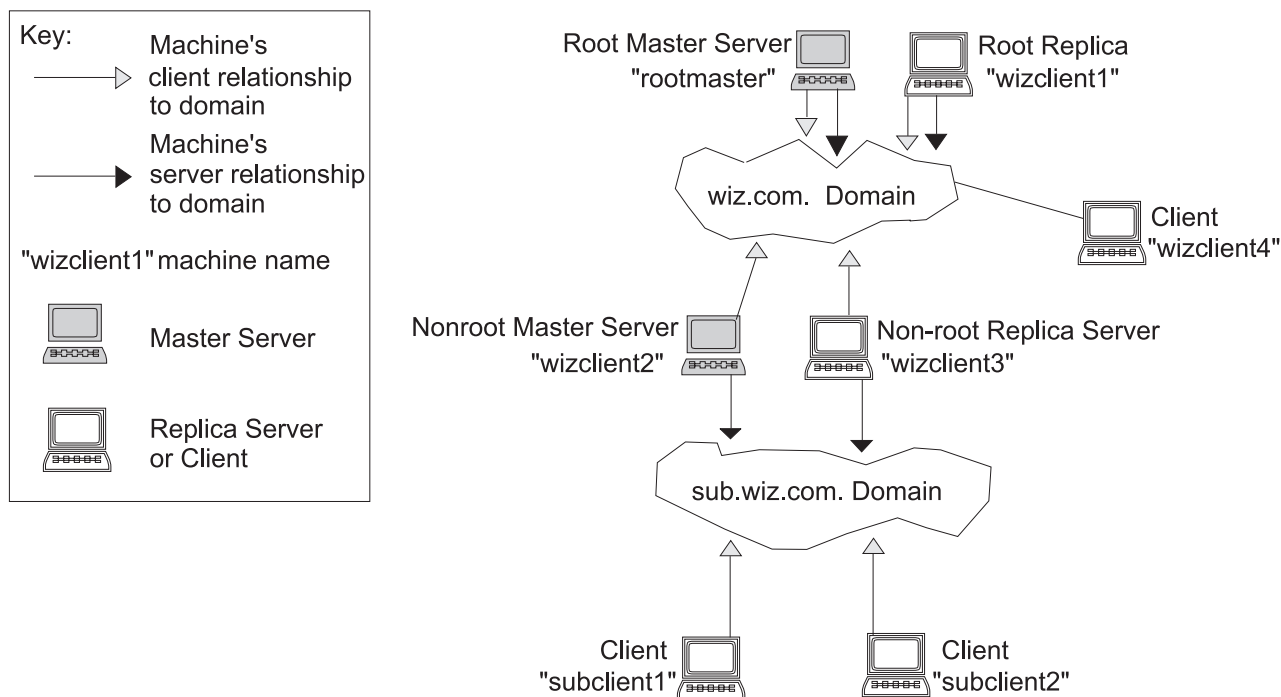 Key:
Machine's
client relationship
to domain
Machine's
server relationship
to domain
"wizclient1" machine name
Master Server
Replica Server
or Client
Root Master Server
"rootmaster"
Root Replica
"wizclient1"
wiz.com. Domain
Client
"wizclient4"
Nonroot Master Server
"wizclient2"
Non-root Replica Server
"wizclient3"
sub.wiz.com. Domain
Client
"subclient1"
Client
"subclient2"